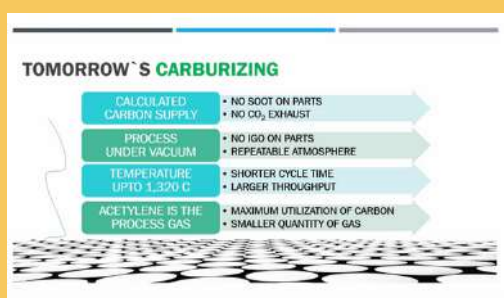 TOMORROW`S CARBURIZING
CALCULATED
CARBON SUPPLY
• NO SOOT ON PARTS
• NO CO₂ EXHAUST
PROCESS
UNDER VACUUM
• NO IGO ON PARTS
• REPEATABLE ATMOSPHERE
TEMPERATURE
UPTO 1,320 C
• SHORTER CYCLE TIME
• LARGER THROUGHPUT
ACETYLENE IS THE
PROCESS GAS
• MAXIMUM UTILIZATION OF CARBON
• SMALLER QUANTITY OF GAS